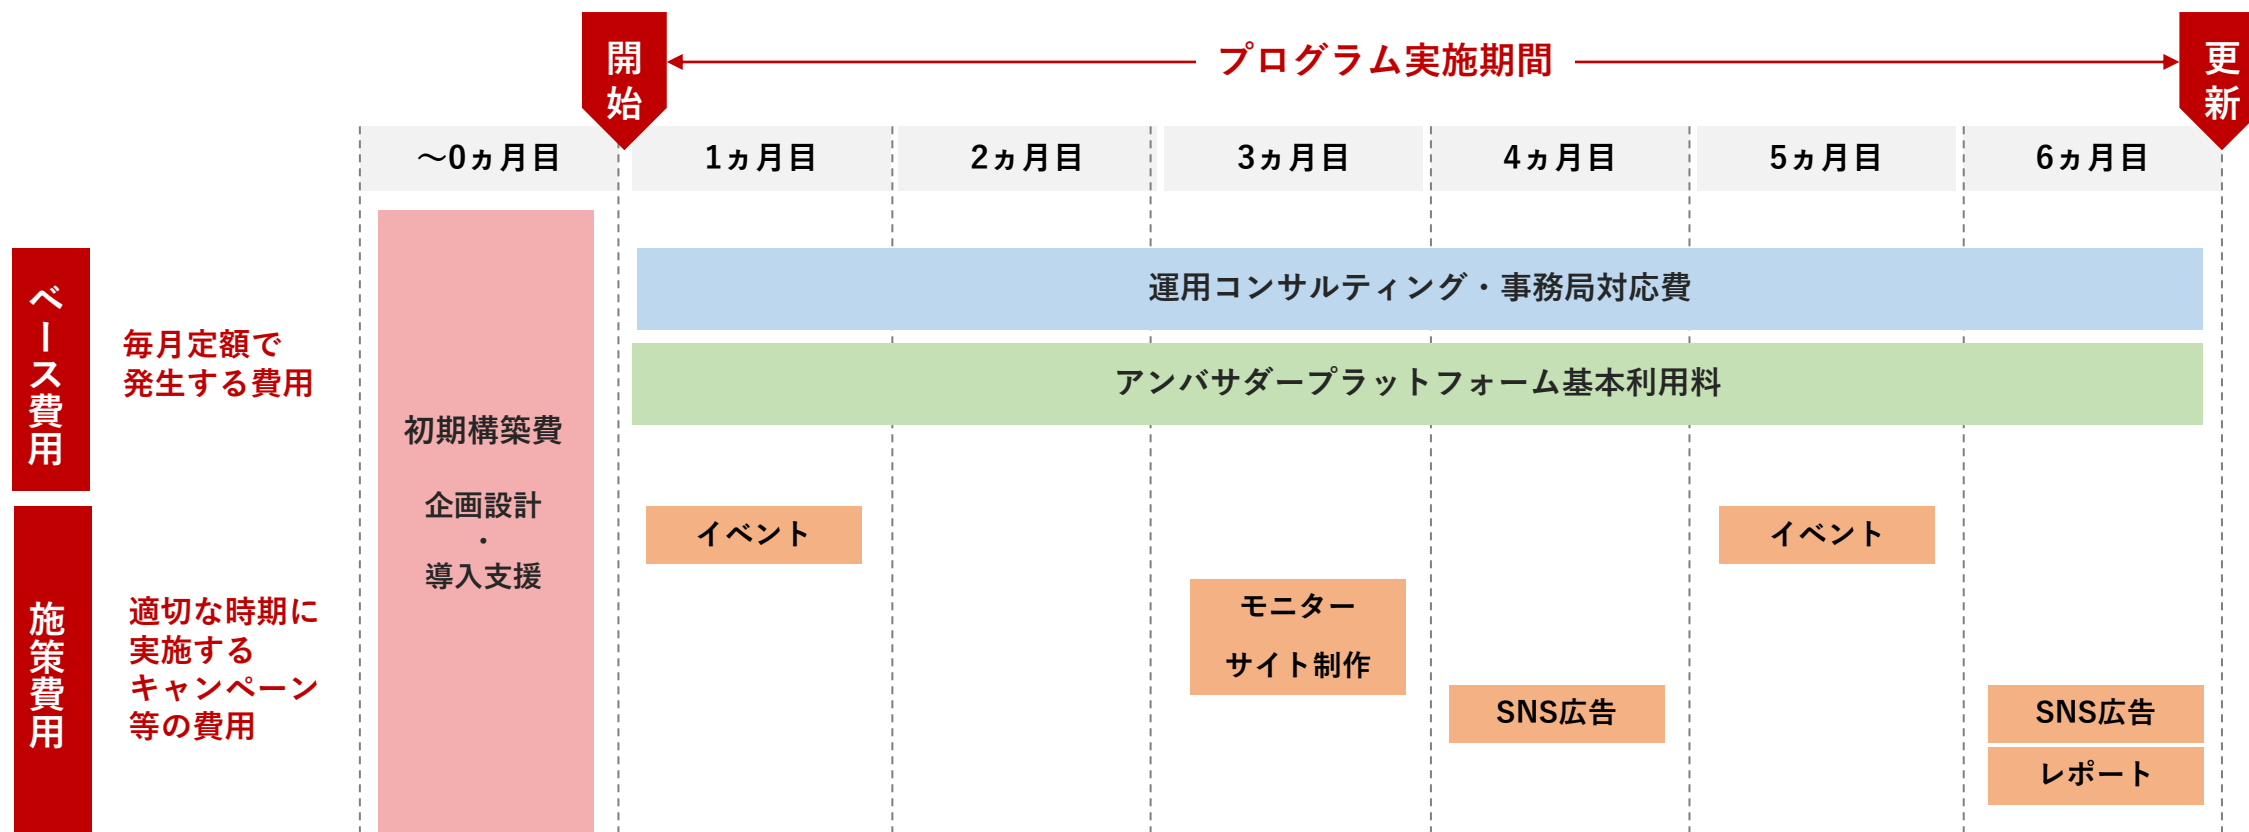 開始
プログラム実施期間
更新
～0ヵ月目
1ヵ月目
2ヵ月目
3ヵ月目
4ヵ月目
5ヵ月目
6ヵ月目
ベース費用
毎月定額で
発生する費用
運用コンサルティング・事務局対応費
アンバサダープラットフォーム基本利用料
初期構築費
企画設計
・
導入支援
施策費用
適切な時期に
実施する
キャンペーン
等の費用
イベント
イベント
モニター
サイト制作
SNS広告
SNS広告
レポート